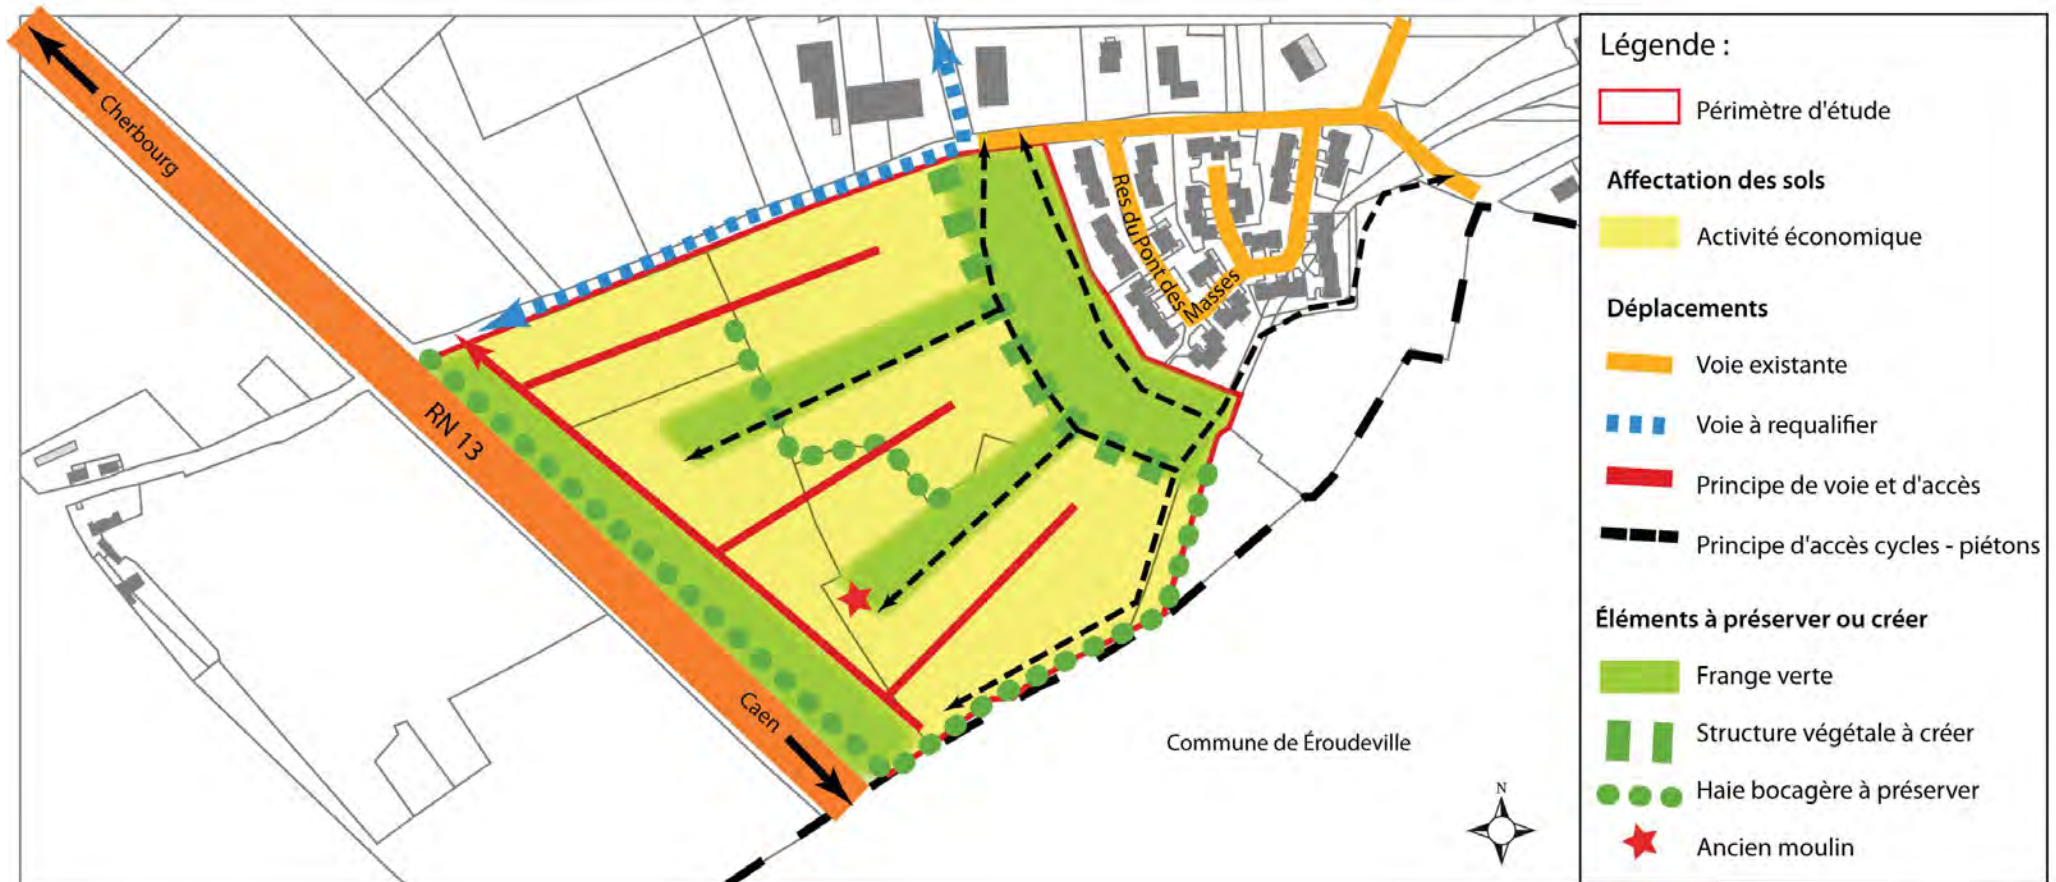 Cherbourg
RN 13
Caen
Res du Pont des
Masses
Commune de Éroudeville
N
Légende :
Périmètre d'étude
Affectation des sols
Activité économique
Déplacements
Voie existante
Voie à requalifier
Principe de voie et d'accès
Principe d'accès cycles - piétons
Éléments à préserver ou créer
Frange verte
Structure végétale à créer
Haie bocagère à préserver
Ancien moulin